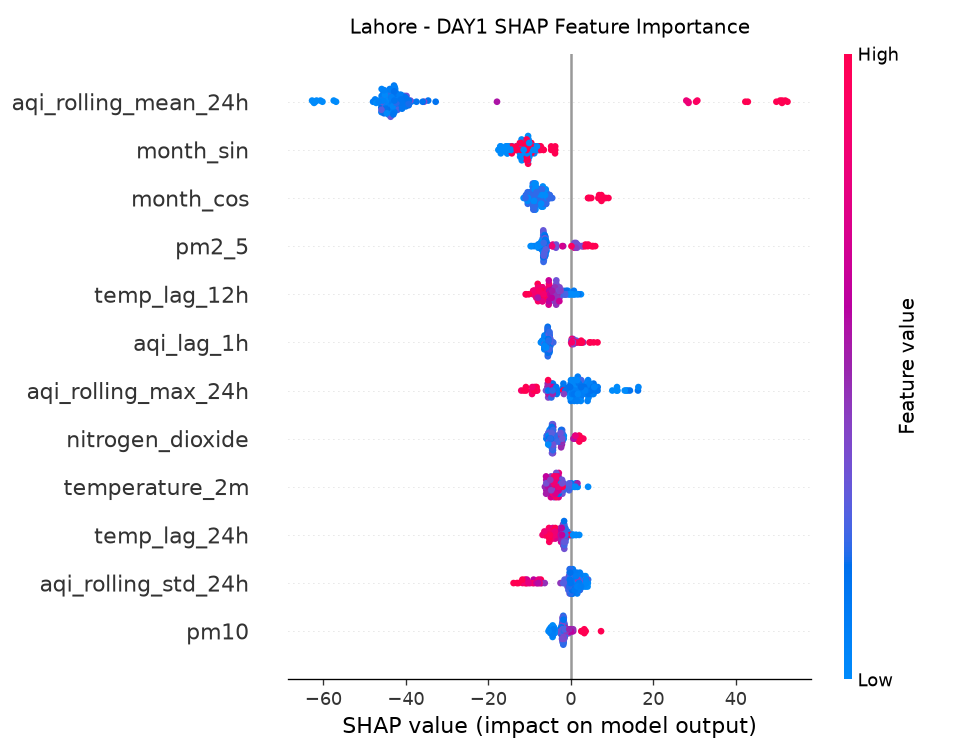 Lahore - DAY1 SHAP Feature Importance
High
aqi_rolling_mean_24h
month_sin
month_cos
pm2_5
temp_lag_12h
aqi_lag_1h
aqi_rolling_max_24h
nitrogen_dioxide
temperature_2m
temp_lag_24h
aqi_rolling_std_24h
pm10
Feature value
Low
−60 −40 −20 0 20 40
SHAP value (impact on model output)